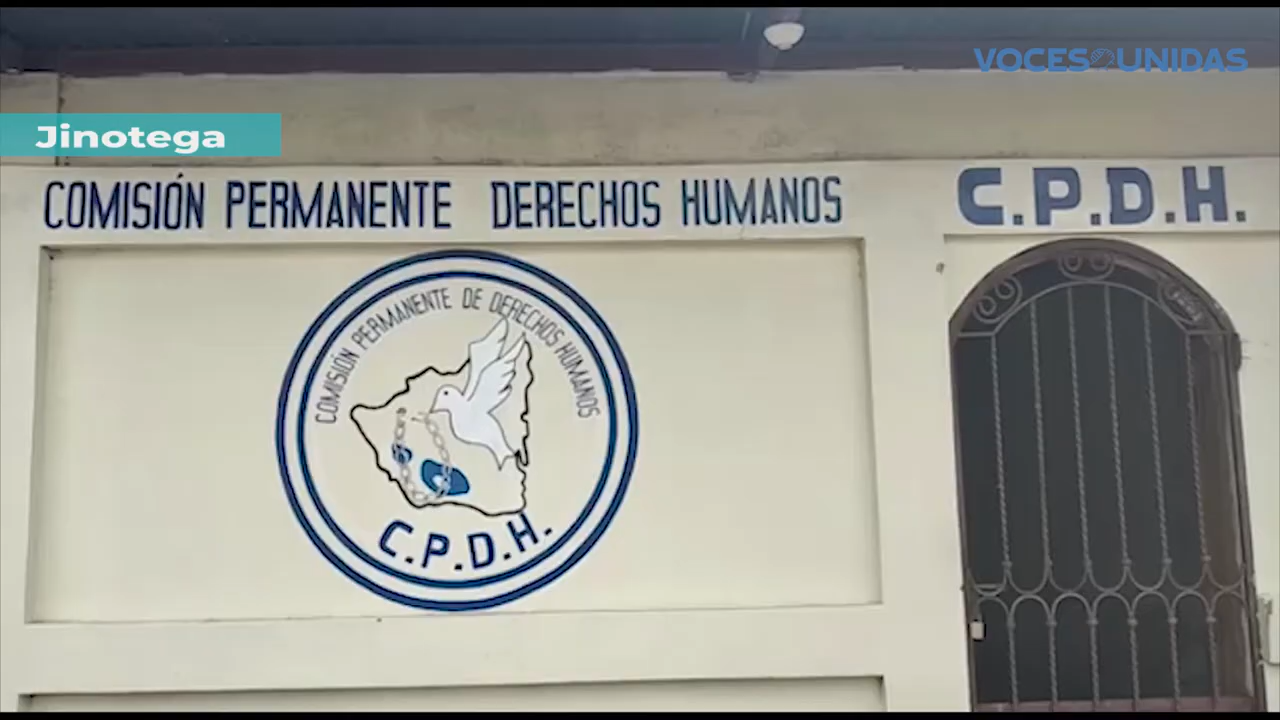 VOCES UNIDAS
Jinotega
COMISIÓN PERMANENTE DERECHOS HUMANOS
C.P.D.H.
COMISIÓN PERMANENTE DE DERECHOS HUMANOS
C.P.D.H.